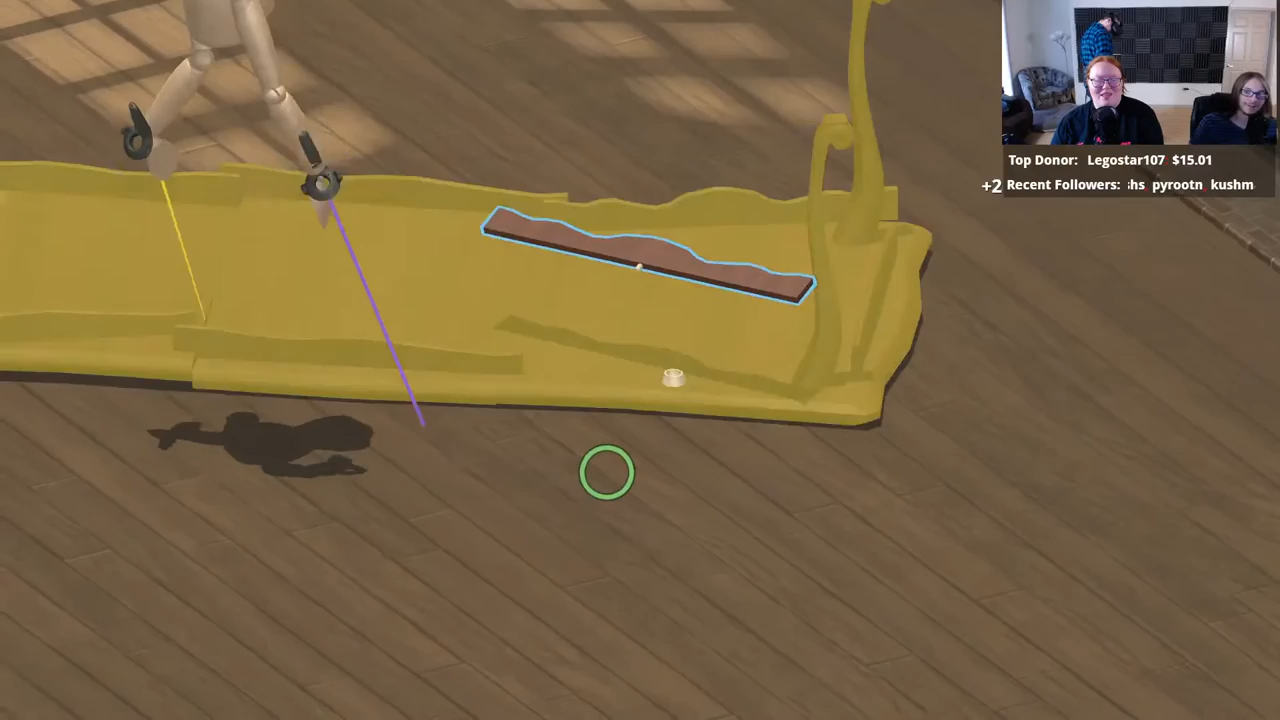 Top Donor: Legostar107 $15.01
+2 Recent Followers: hs pyrootn kushm